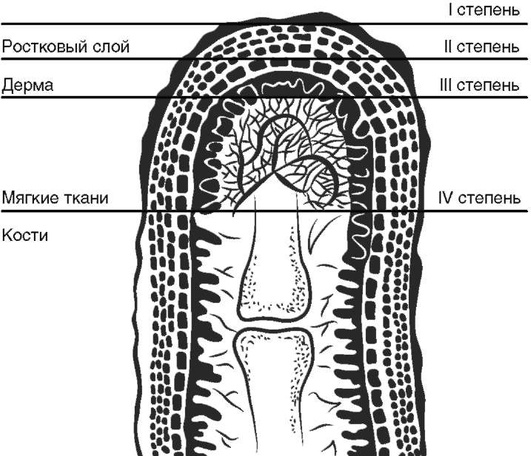 I степень
Ростковый слой II степень
Дерма III степень
Мягкие ткани IV степень
Кости